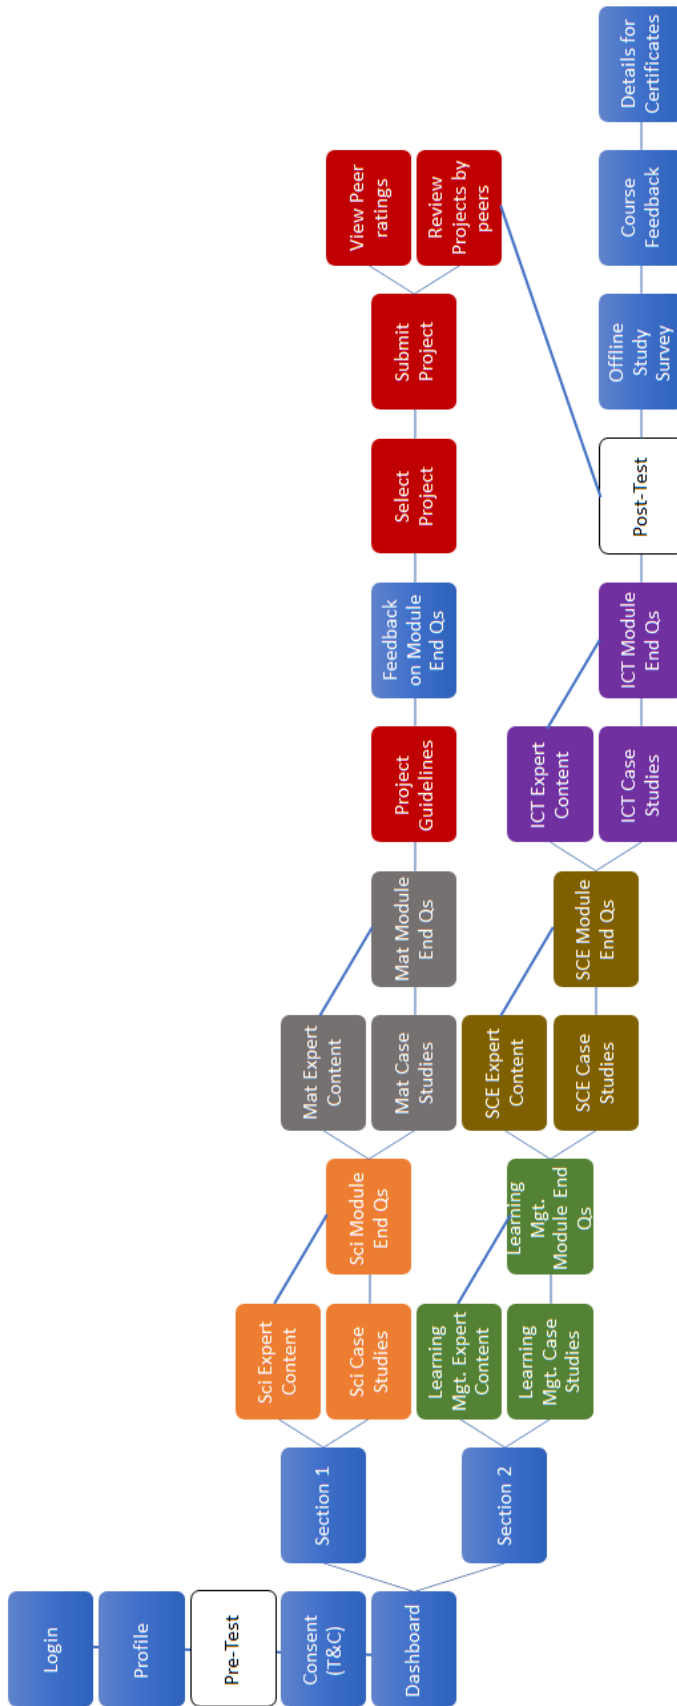 Login
Profile
Pre-Test
Consent
(T&C)
Dashboard
Section 1
Section 2
Sci Expert
Content
Sci Case
Studies
Sci Module
End Qs
Mat Expert
Content
Mat Case
Studies
Mat Module
End Qs
Project
Guidelines
Feedback
on Module
End Qs
Select
Project
Submit
Project
View Peer
ratings
Review
Projects by
peers
Learning
Mgt. Expert
Content
Learning
Mgt. Case
Studies
Learning
Mgt.
Module End
Qs
SCE Expert
Content
SCE Case
Studies
SCE Module
End Qs
ICT Expert
Content
ICT Case
Studies
ICT Module
End Qs
Post-Test
Offline
Study
Survey
Course
Feedback
Details for
Certificates